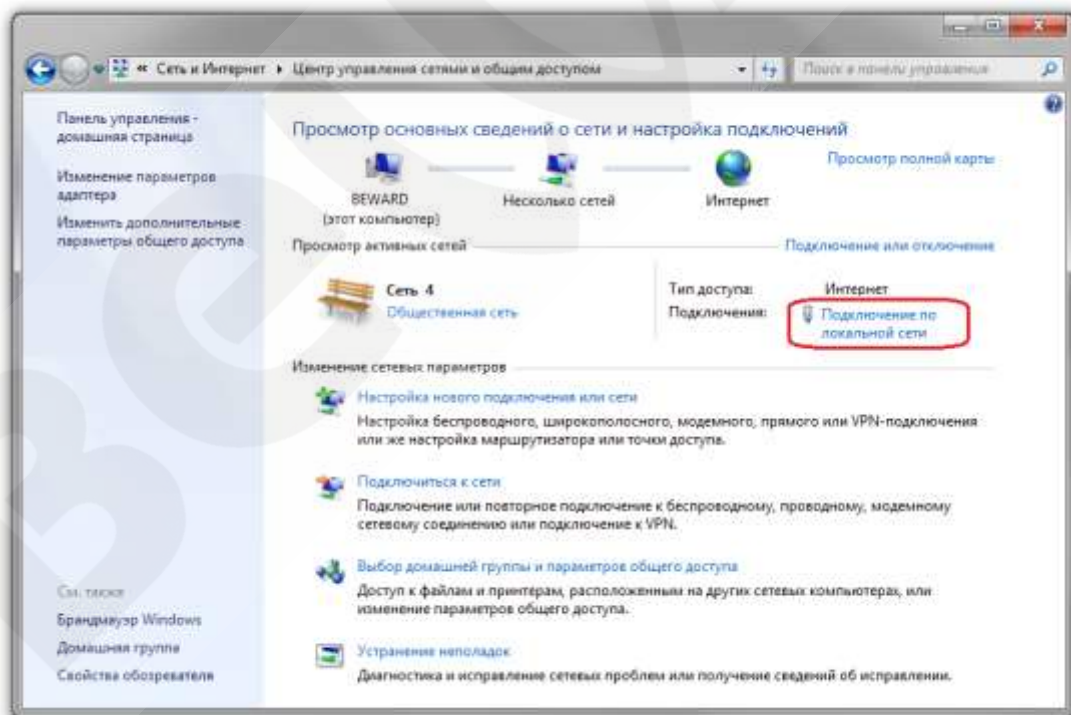 « Сеть и Интернет ▸ Центр управления сетями и общим доступом
Поиск в панели управления
Панель управления -
домашняя страница
Изменение параметров
адаптера
Изменить дополнительные
параметры общего доступа
См. также
Брандмауэр Windows
Домашняя группа
Свойства обозревателя
Просмотр основных сведений о сети и настройка подключений
Просмотр полной карты
BEWARD
(этот компьютер)
Несколько сетей
Интернет
Просмотр активных сетей
Подключение или отключение
Сеть 4
Общественная сеть
Тип доступа: Интернет
Подключения: Подключение по
локальной сети
Изменение сетевых параметров
Настройка нового подключения или сети
Настройка беспроводного, широкополосного, модемного, прямого или VPN-подключения
или же настройка маршрутизатора или точки доступа.
Подключиться к сети
Подключение или повторное подключение к беспроводному, проводному, модемному
сетевому соединению или подключение к VPN.
Выбор домашней группы и параметров общего доступа
Доступ к файлам и принтерам, расположенным на других сетевых компьютерах, или
изменение параметров общего доступа.
Устранение неполадок
Диагностика и исправление сетевых проблем или получение сведений об исправлении.